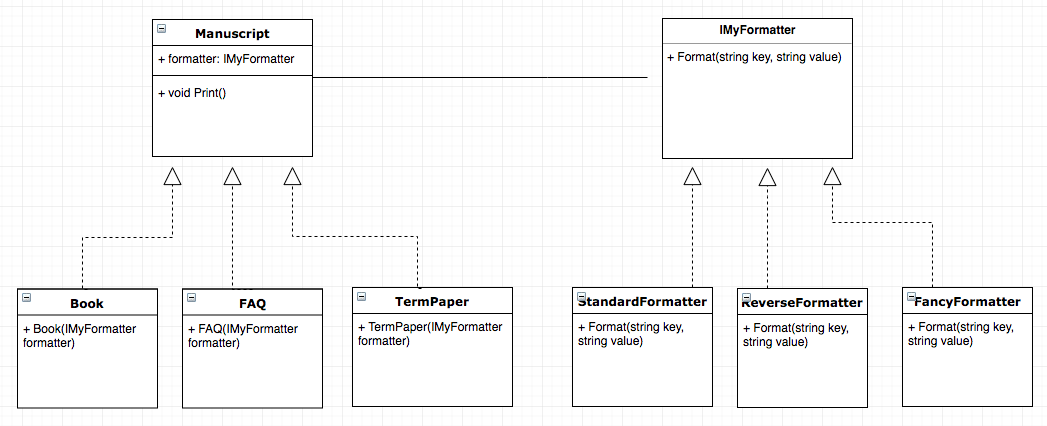 Manuscript
+ formatter: IMyFormatter
+ void Print()
IMyFormatter
+ Format(string key, string value)
Book
+ Book(IMyFormatter
formatter)
FAQ
+ FAQ(IMyFormatter
formatter)
TermPaper
+ TermPaper(IMyFormatter
formatter)
StandardFormatter
+ Format(string key,
string value)
ReverseFormatter
+ Format(string key,
string value)
FancyFormatter
+ Format(string key,
string value)